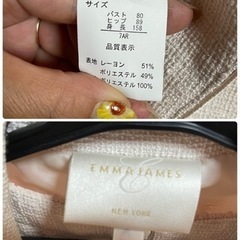 サイズ
バスト 80
ヒップ 89
身長 158
7AR
品質表示
表地 レーヨン 51%
ポリエステル 49%
ポリエステル 100%
EMMA JAMES
NEW YORK